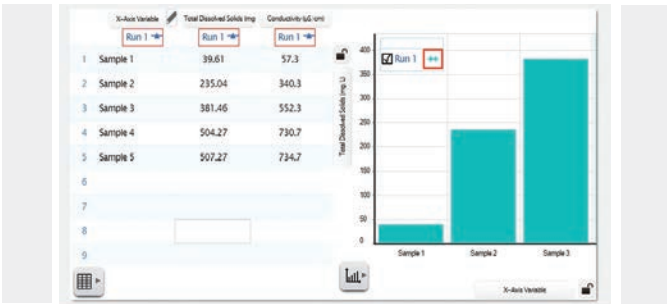 X-Axis Variable Total Dissolved Solids (mg Conductivity (µS/cm)
Run 1 Run 1 Run 1
1 Sample 1 39.61 57.3
2 Sample 2 235.04 340.3
3 Sample 3 381.46 552.3
4 Sample 4 504.27 730.7
5 Sample 5 507.27 734.7
6
7
8
9
Total Dissolved Solids (mg/L)
400
350
300
250
200
150
100
50
0
Run 1
Sample 1 Sample 2 Sample 3
X-Axis Variable